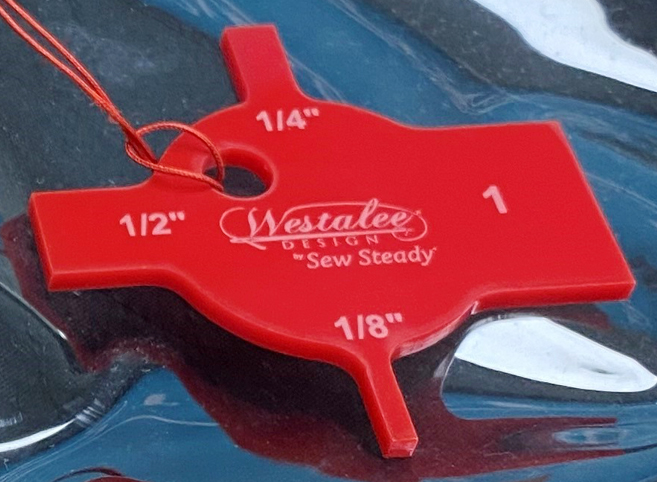 1/4"
1/2"
1
Westalee
DESIGN
by Sew Steady
1/8"